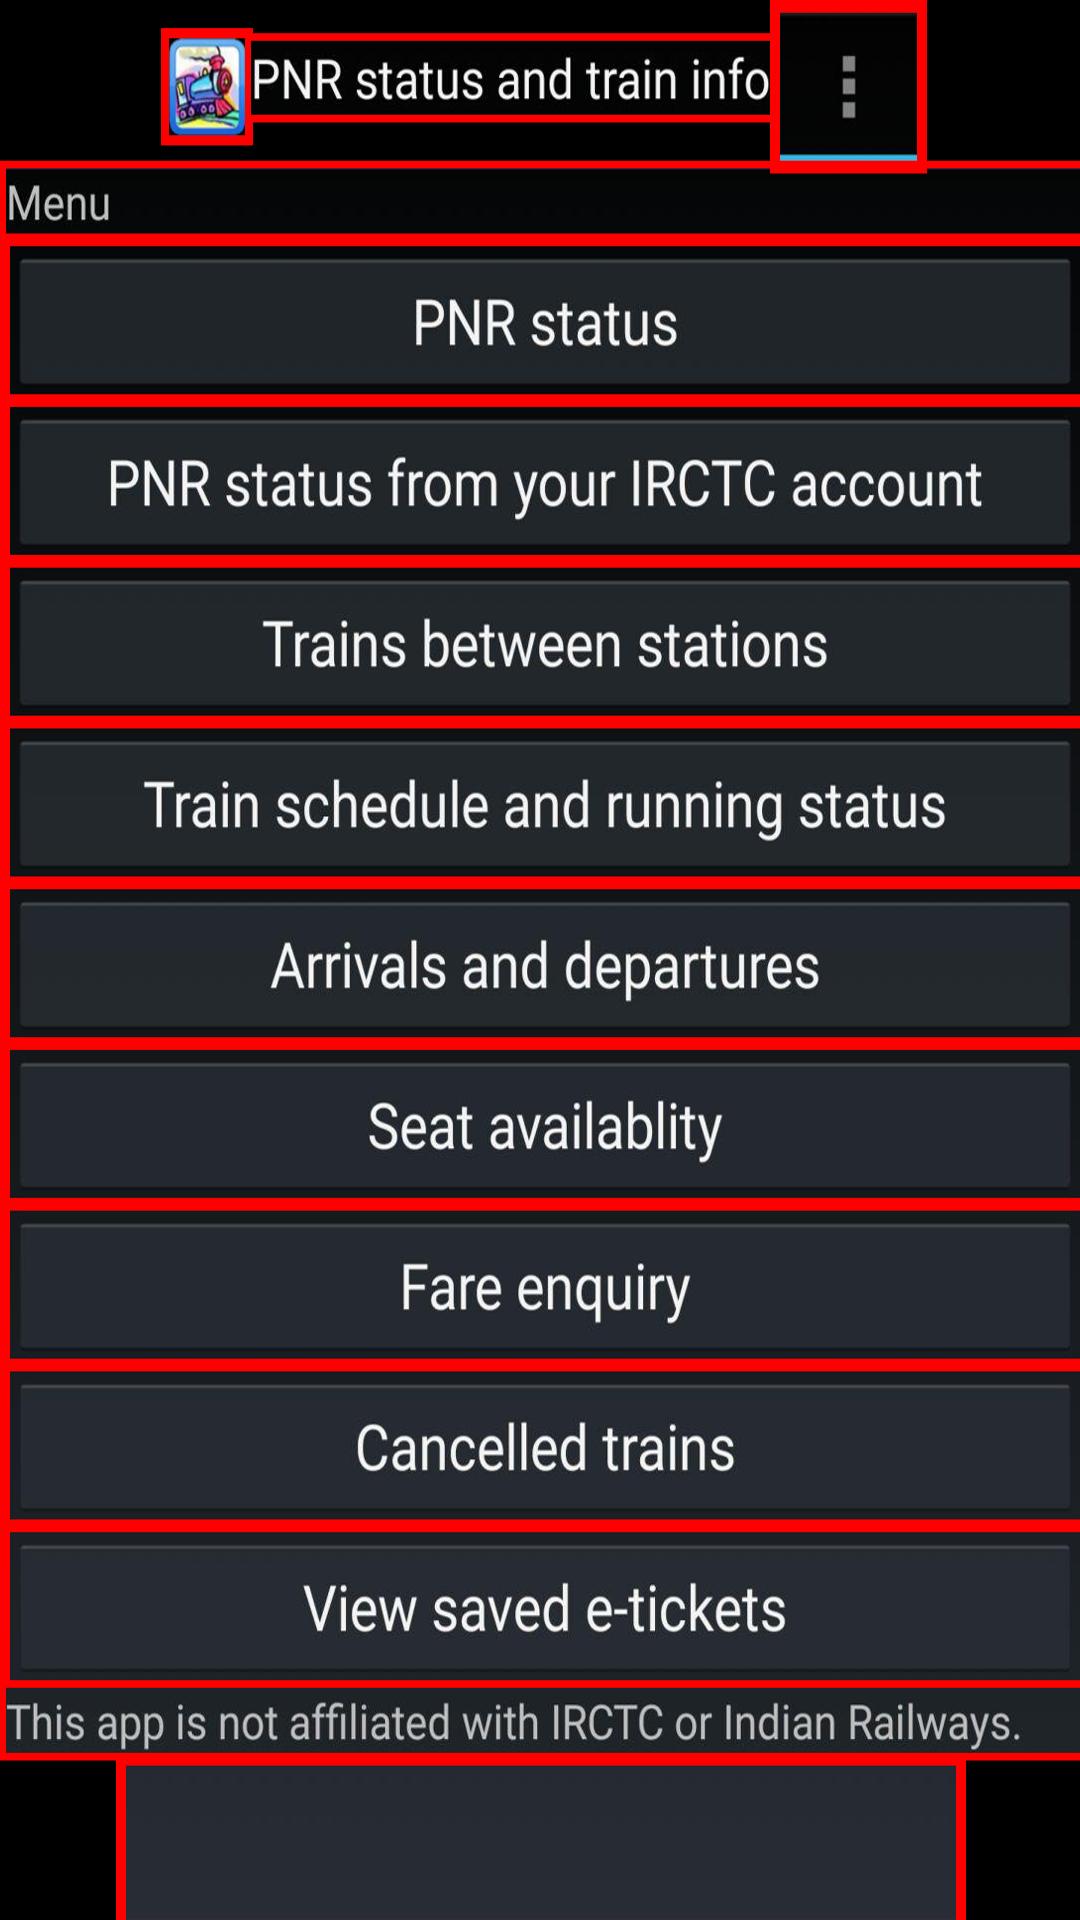 PNR status and train info
Menu
PNR status
PNR status from your IRCTC account
Trains between stations
Train schedule and running status
Arrivals and departures
Seat availablity
Fare enquiry
Cancelled trains
View saved e-tickets
This app is not affiliated with IRCTC or Indian Railways.